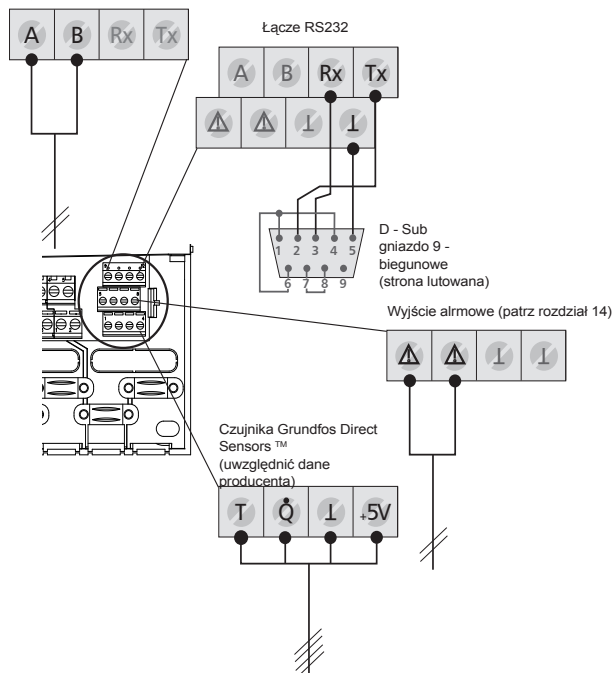 A B Rx Tx
Łącze RS232
A B Rx Tx
⚠ ⚠ ⊥ ⊥
1 2 3 4 5
6 7 8 9
D - Sub
gniazdo 9 -
biegunowe
(strona lutowana)
Wyjście alrmowe (patrz rozdział 14)
⚠ ⚠ ⊥ ⊥
Czujnika Grundfos Direct
Sensors ™
(uwzględnić dane
producenta)
T Q̇ ⊥ +5V